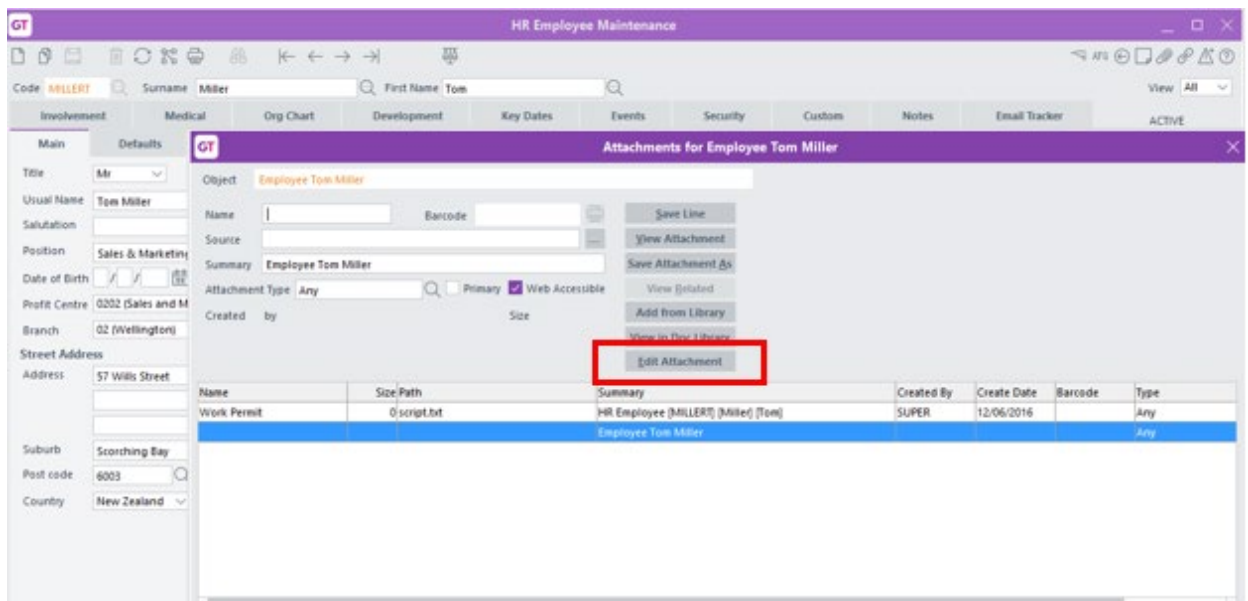 GT HR Employee Maintenance
Code MILLERT Surname Miller First Name Tom View All
Involvement Medical Org Chart Development Key Dates Events Security Custom Notes Email Tracker ACTIVE
Main Defaults GT Attachments for Employee Tom Miller
Title Mr
Object Employee Tom Miller
Usual Name Tom Miller
Name Barcode Save Line
Salutation
Source ... View Attachment
Position Sales & Marketing
Summary Employee Tom Miller Save Attachment As
Date of Birth / /
Attachment Type Any Primary Web Accessible View Related
Profit Centre 0202 (Sales and M
Created by Size Add from Library
Branch 02 (Wellington)
View in Doc Library
Street Address
Edit Attachment
Address 57 Willis Street
Name Size Path Summary Created By Create Date Barcode Type
Work Permit 0 script.txt HR Employee [MILLERT] [Miller] [Tom] SUPER 12/06/2016 Any
Employee Tom Miller Any
Suburb Scorching Bay
Post code 6003
Country New Zealand